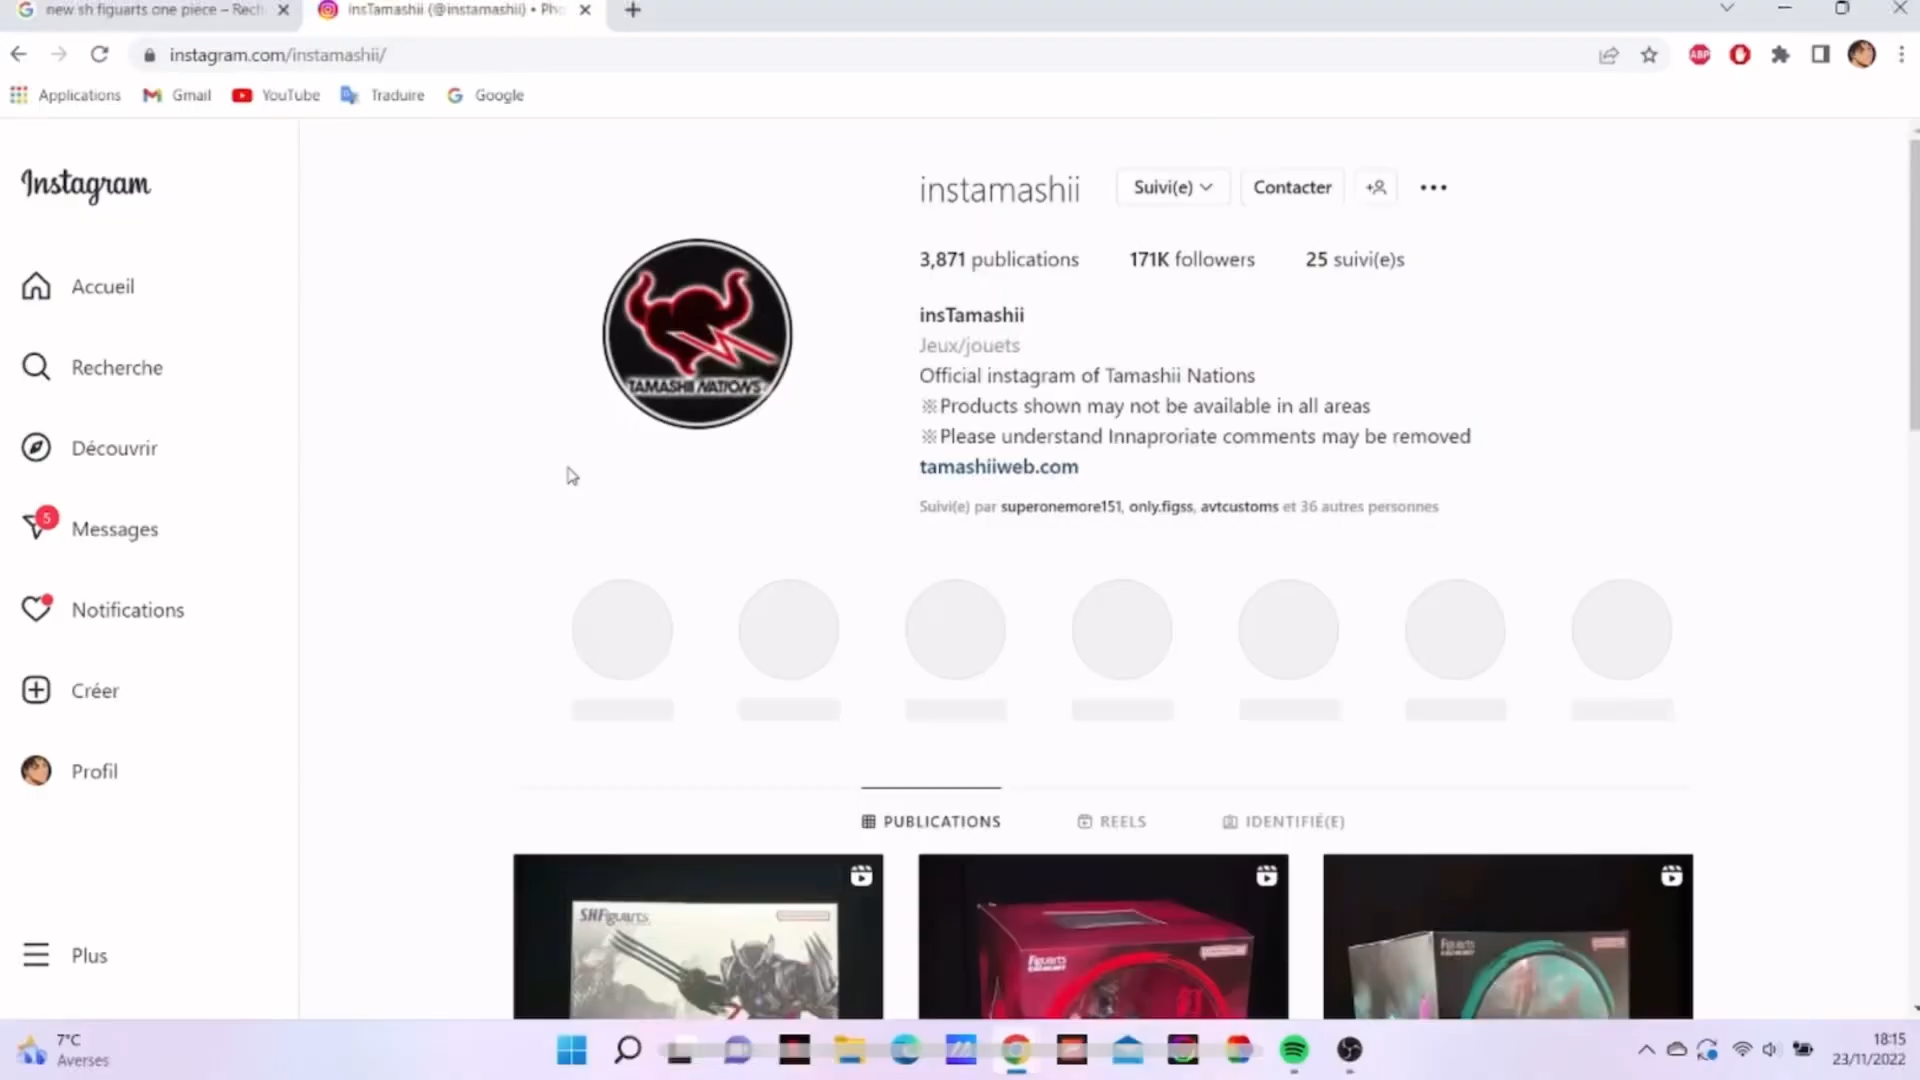 new sh figuarts one piece – Rech
insTamashii (@instamashii) • Pho
instagram.com/instamashii/
ABP
Applications
Gmail
YouTube
Traduire
Google
Instagram
Accueil
Recherche
Découvrir
5
Messages
Notifications
Créer
Profil
Plus
instamashii
Suivi(e)
Contacter
3,871 publications
171K followers
25 suivi(e)s
TAMASHII NATIONS
insTamashii
Jeux/jouets
Official instagram of Tamashii Nations
※Products shown may not be available in all areas
※Please understand Innaproriate comments may be removed
tamashiiweb.com
Suivi(e) par superonemore151, only.figss, avtcustoms et 36 autres personnes
PUBLICATIONS
REELS
IDENTIFIÉ(E)
SHFiguarts
Figuarts
Figuarts
7°C
Averses
18:15
23/11/2022